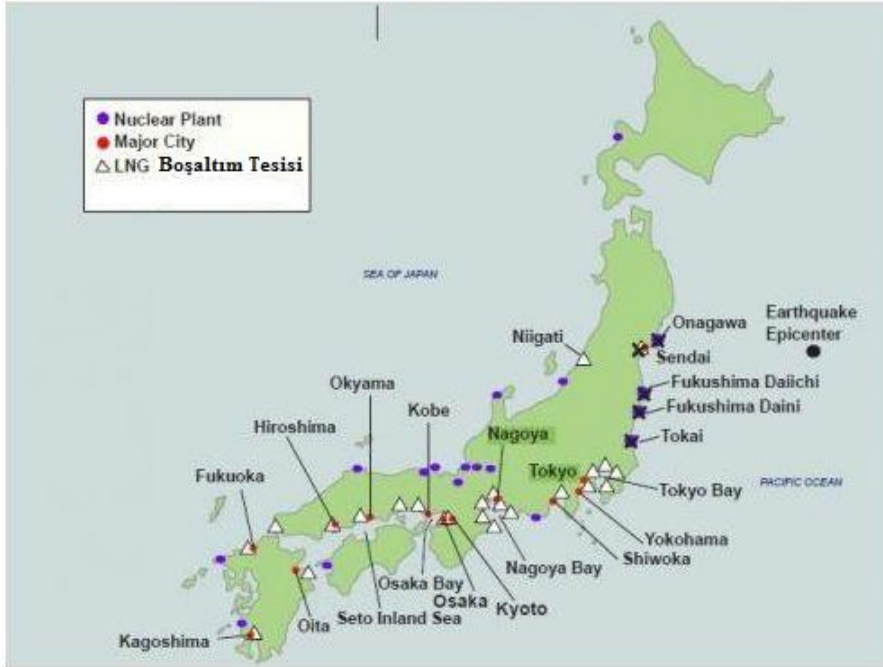 Nuclear Plant
Major City
LNG Boşaltım Tesisi
SEA OF JAPAN
Earthquake
Epicenter
Onagawa
Niigati
Sendai
Okyama
Fukushima Daiichi
Kobe
Fukushima Daini
Hiroshima
Nagoya
Tokai
Fukuoka
Tokyo
PACIFIC OCEAN
Tokyo Bay
Yokohama
Shiwoka
Nagoya Bay
Osaka Bay
Osaka
Kyoto
Seto Inland Sea
Oita
Kagoshima